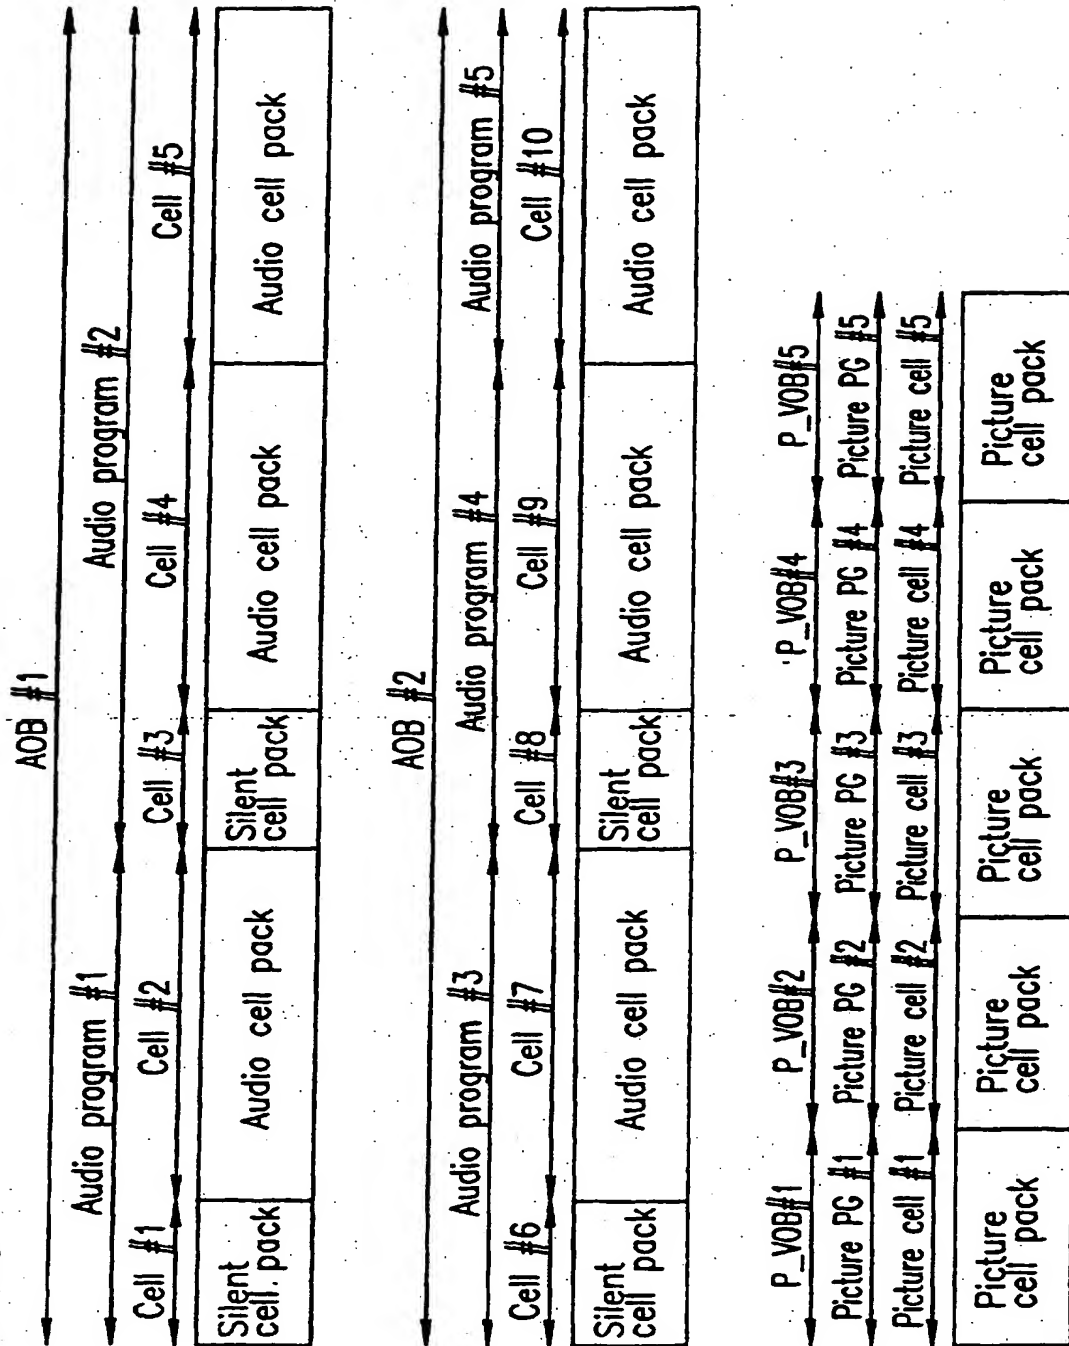 AOB #1
Audio program #1
Audio program #2
Cell #1
Cell #2
Cell #3
Cell #4
Cell #5
Silent
cell. pack
Audio cell pack
Silent
cell pack
Audio cell pack
Audio cell pack
AOB #2
Audio program #3
Audio program #4
Audio program #5
Cell #6
Cell #7
Cell #8
Cell #9
Cell #10
Silent
cell pack
Audio cell pack
Silent
cell pack
Audio cell pack
Audio cell pack
P_VOB#1
P_VOB#2
P_VOB#3
P_VOB#4
P_VOB#5
Picture PG #1
Picture PG #2
Picture PG #3
Picture PG #4
Picture PG #5
Picture cell #1
Picture cell #2
Picture cell #3
Picture cell #4
Picture cell #5
Picture
cell pack
Picture
cell pack
Picture
cell pack
Picture
cell pack
Picture
cell pack